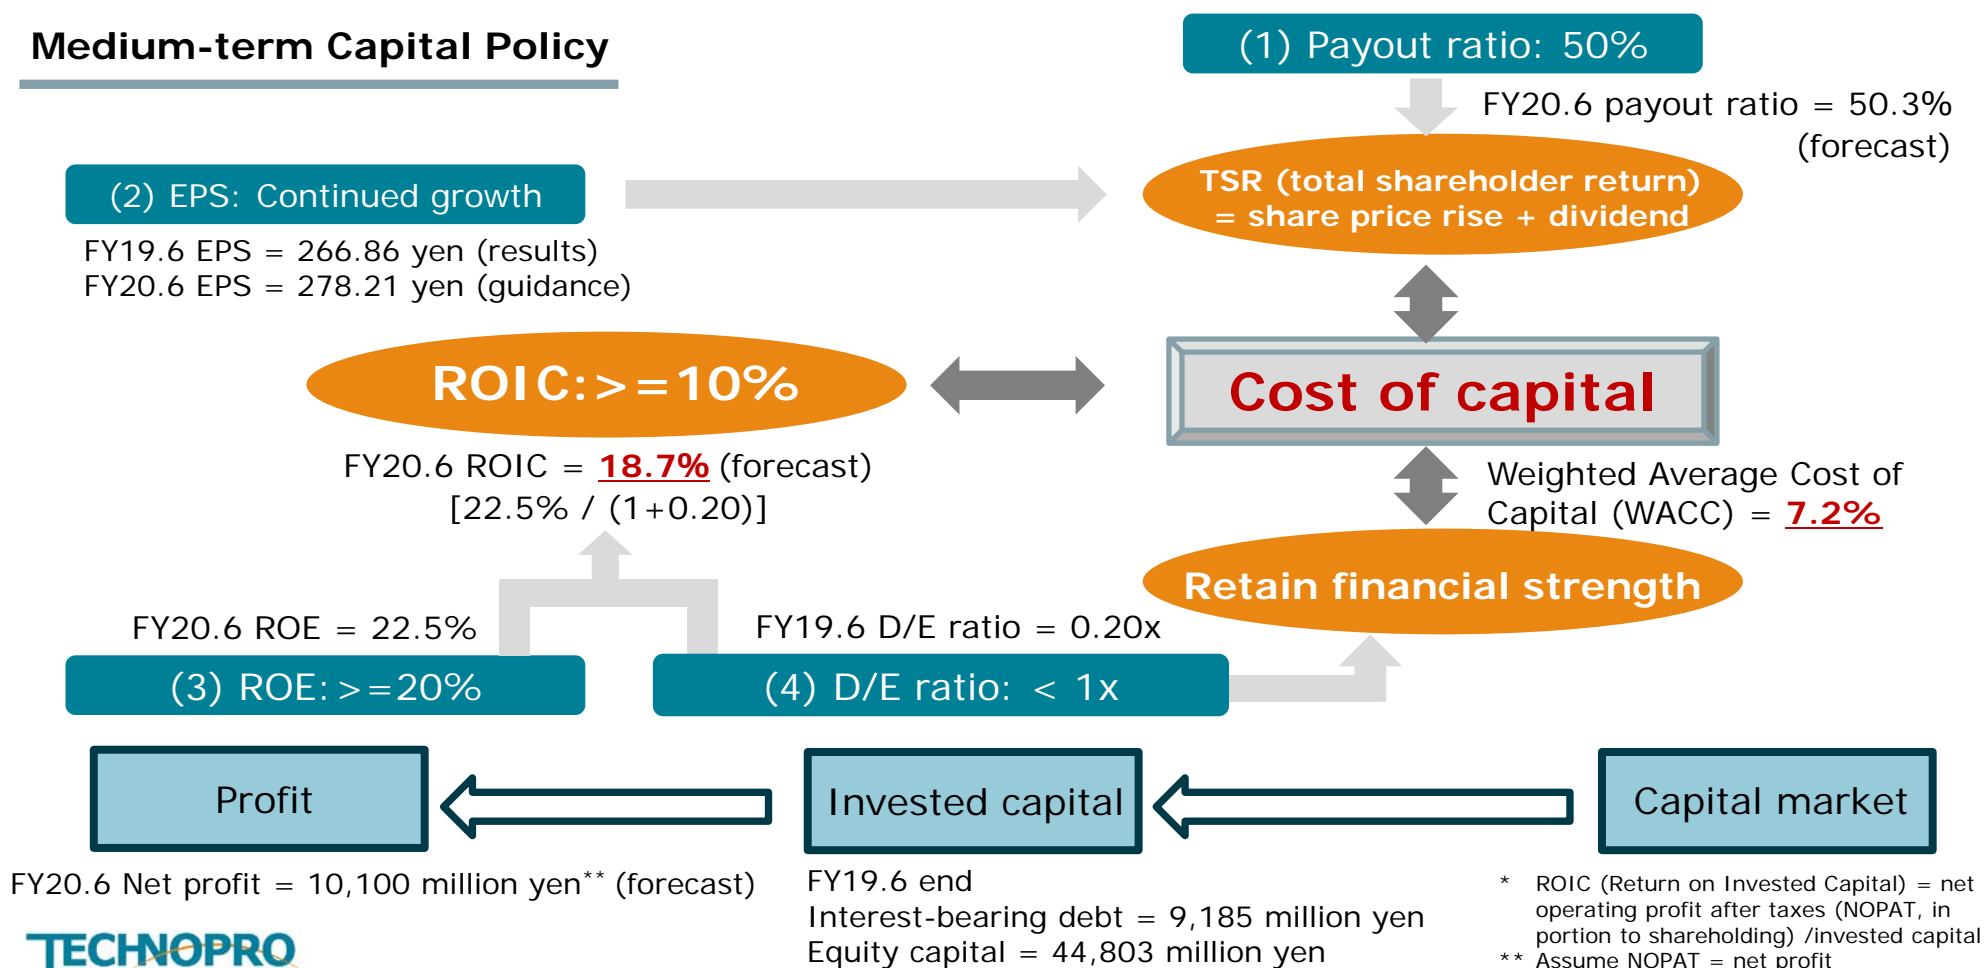 Medium-term Capital Policy
(1) Payout ratio: 50%
FY20.6 payout ratio = 50.3%
(forecast)
(2) EPS: Continued growth
FY19.6 EPS = 266.86 yen (results)
FY20.6 EPS = 278.21 yen (guidance)
TSR (total shareholder return)
= share price rise + dividend
ROIC:>=10%
Cost of capital
FY20.6 ROIC = 18.7% (forecast)
[22.5% / (1+0.20)]
Weighted Average Cost of
Capital (WACC) = 7.2%
Retain financial strength
FY20.6 ROE = 22.5%
FY19.6 D/E ratio = 0.20x
(3) ROE:>=20%
(4) D/E ratio: < 1x
Profit
Invested capital
Capital market
FY20.6 Net profit = 10,100 million yen** (forecast)
FY19.6 end
Interest-bearing debt = 9,185 million yen
Equity capital = 44,803 million yen
* ROIC (Return on Invested Capital) = net
operating profit after taxes (NOPAT, in
portion to shareholding) /invested capital
** Assume NOPAT = net profit
TECHNOPRO